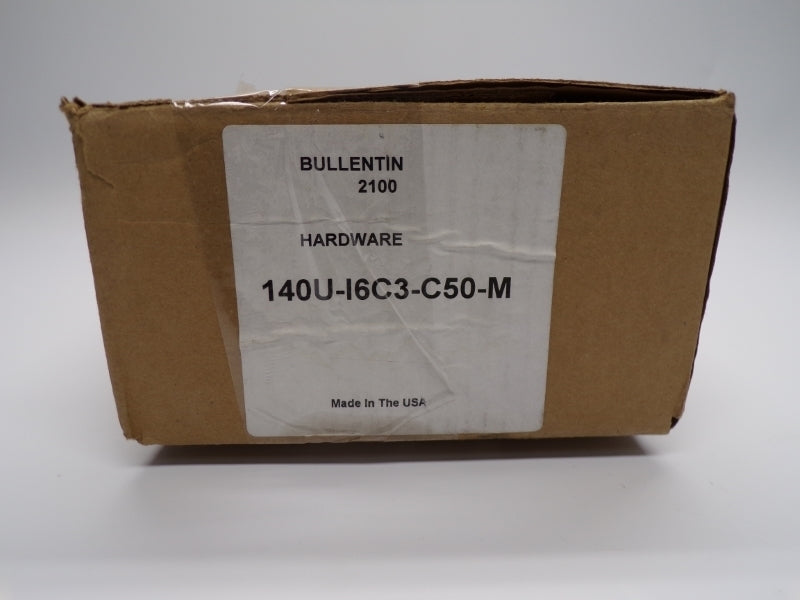 BULLENTIN
2100
HARDWARE
140U-I6C3-C50-M
Made In The USA